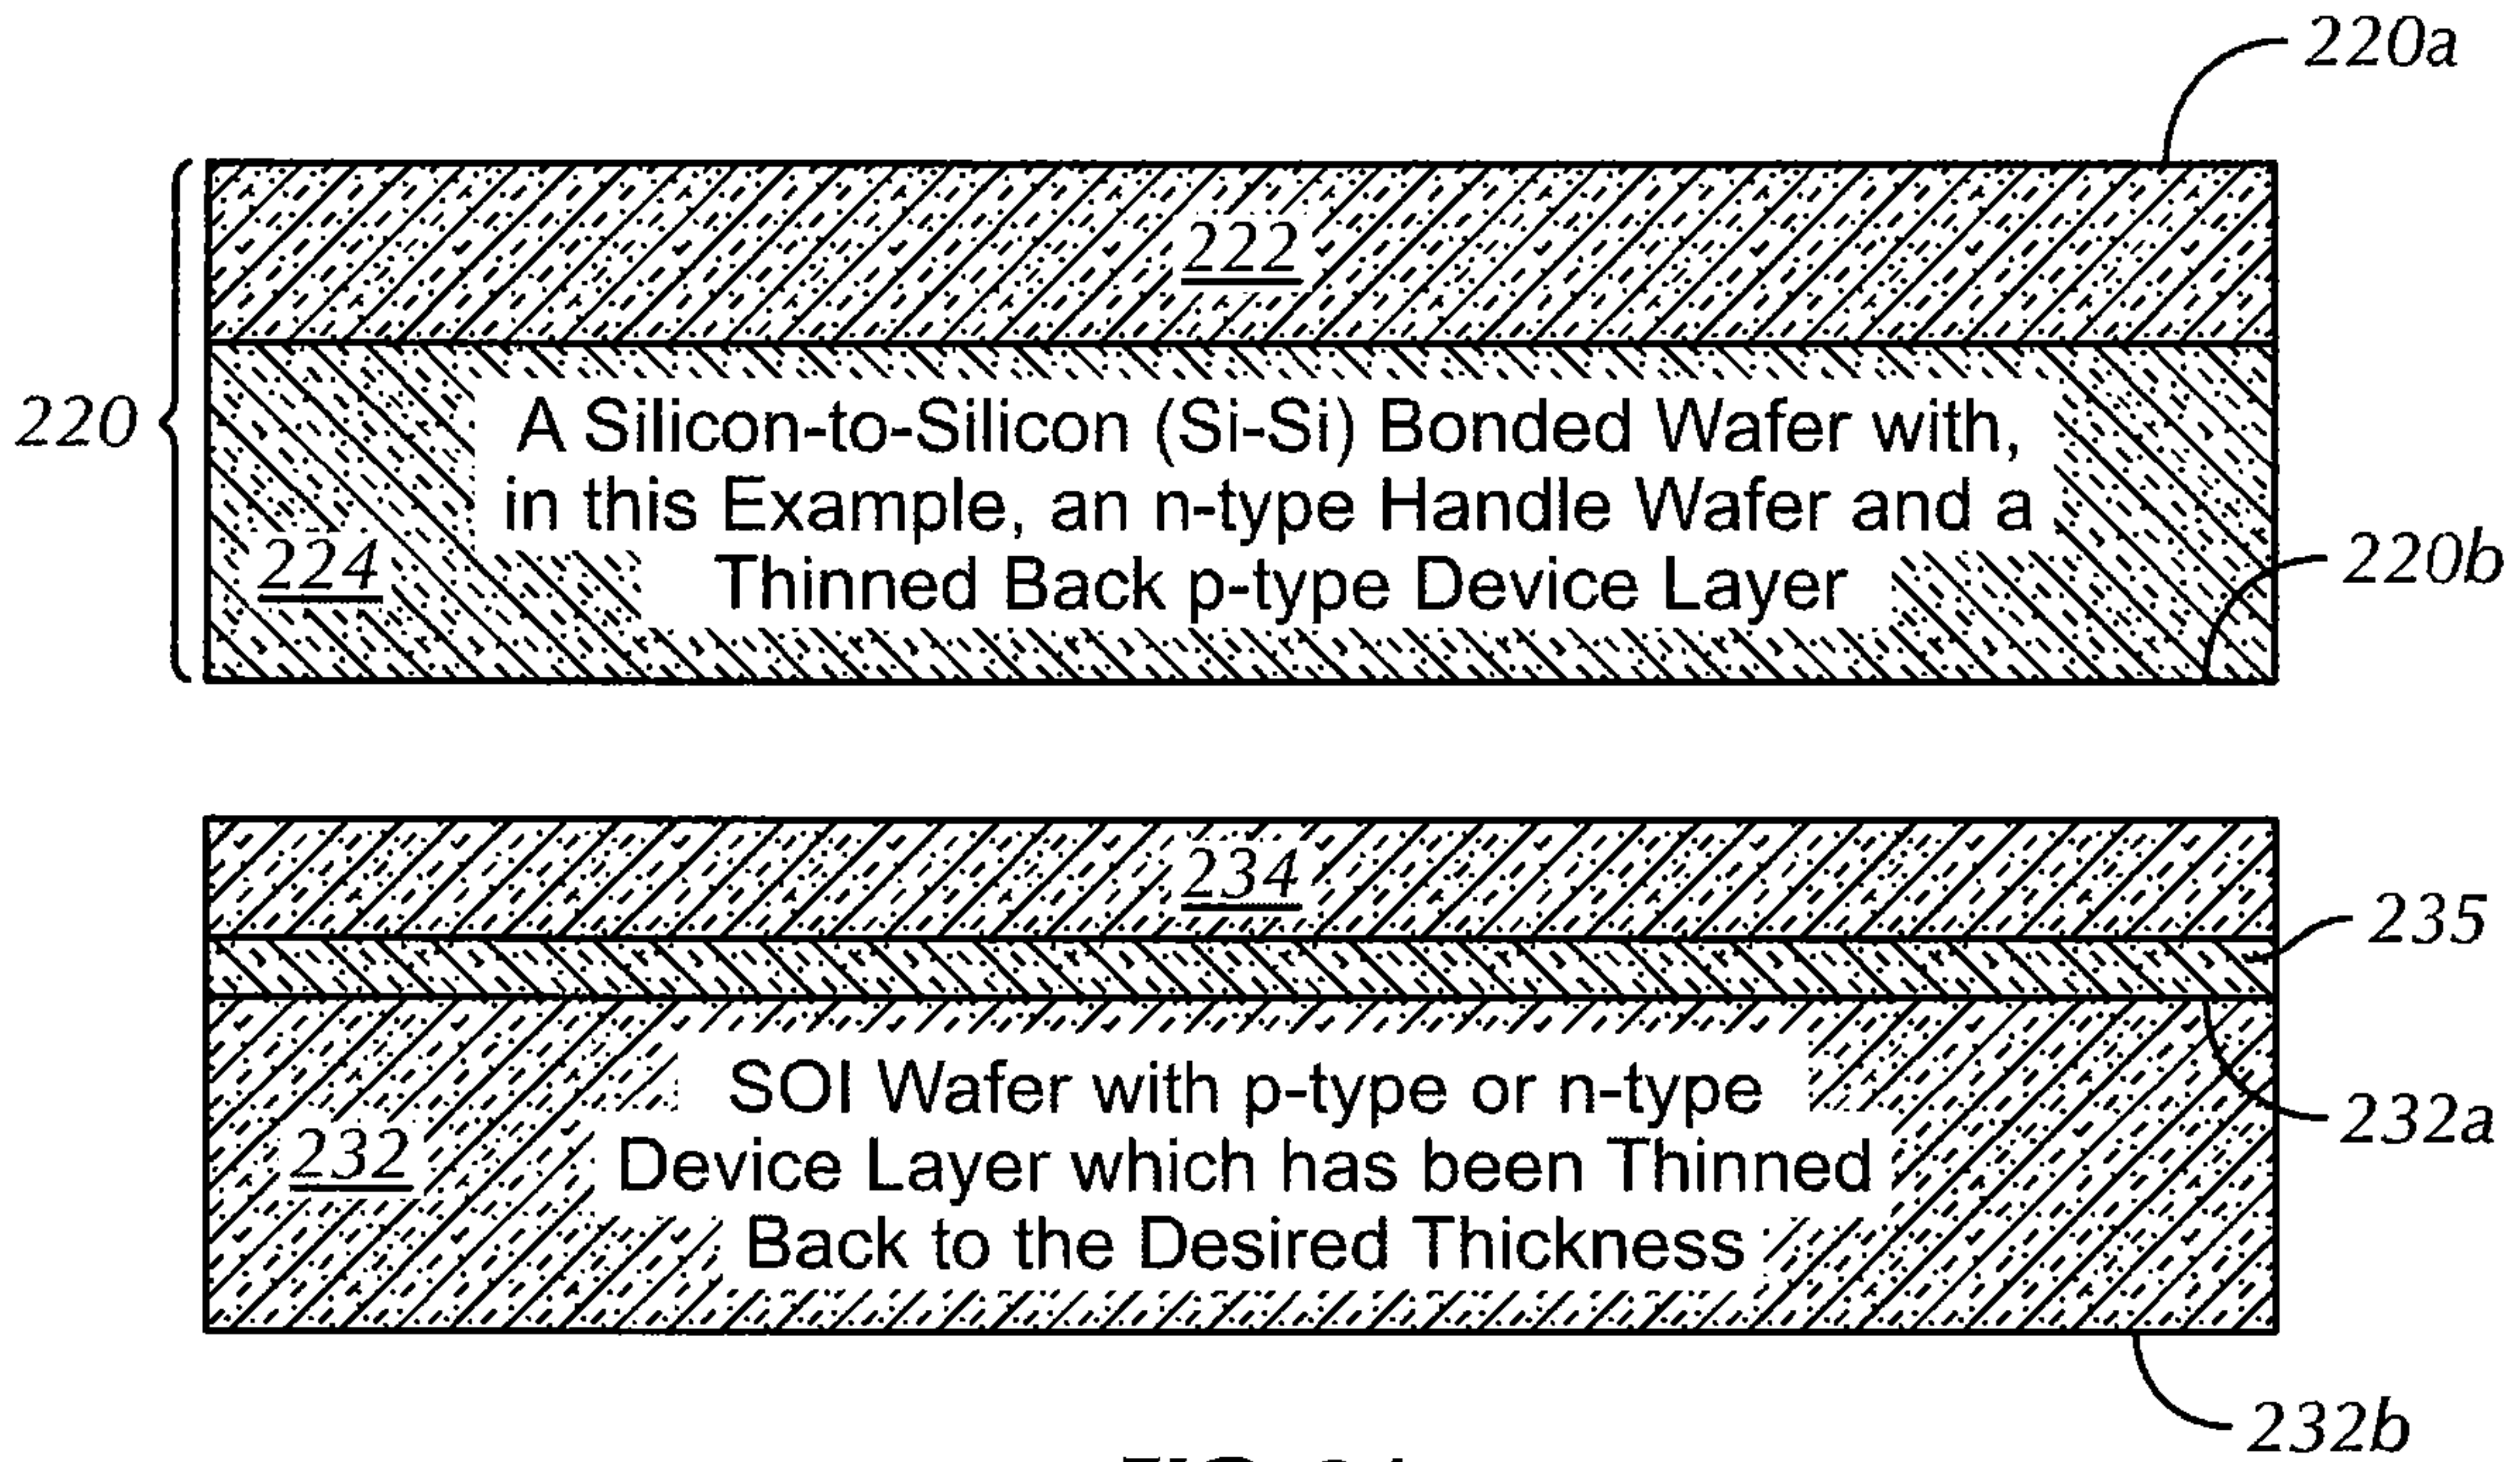 220a
222
220
A Silicon-to-Silicon (Si-Si) Bonded Wafer with,
in this Example, an n-type Handle Wafer and a
Thinned Back p-type Device Layer
224
220b
234
235
SOI Wafer with p-type or n-type
Device Layer which has been Thinned
Back to the Desired Thickness
232
232a
232b